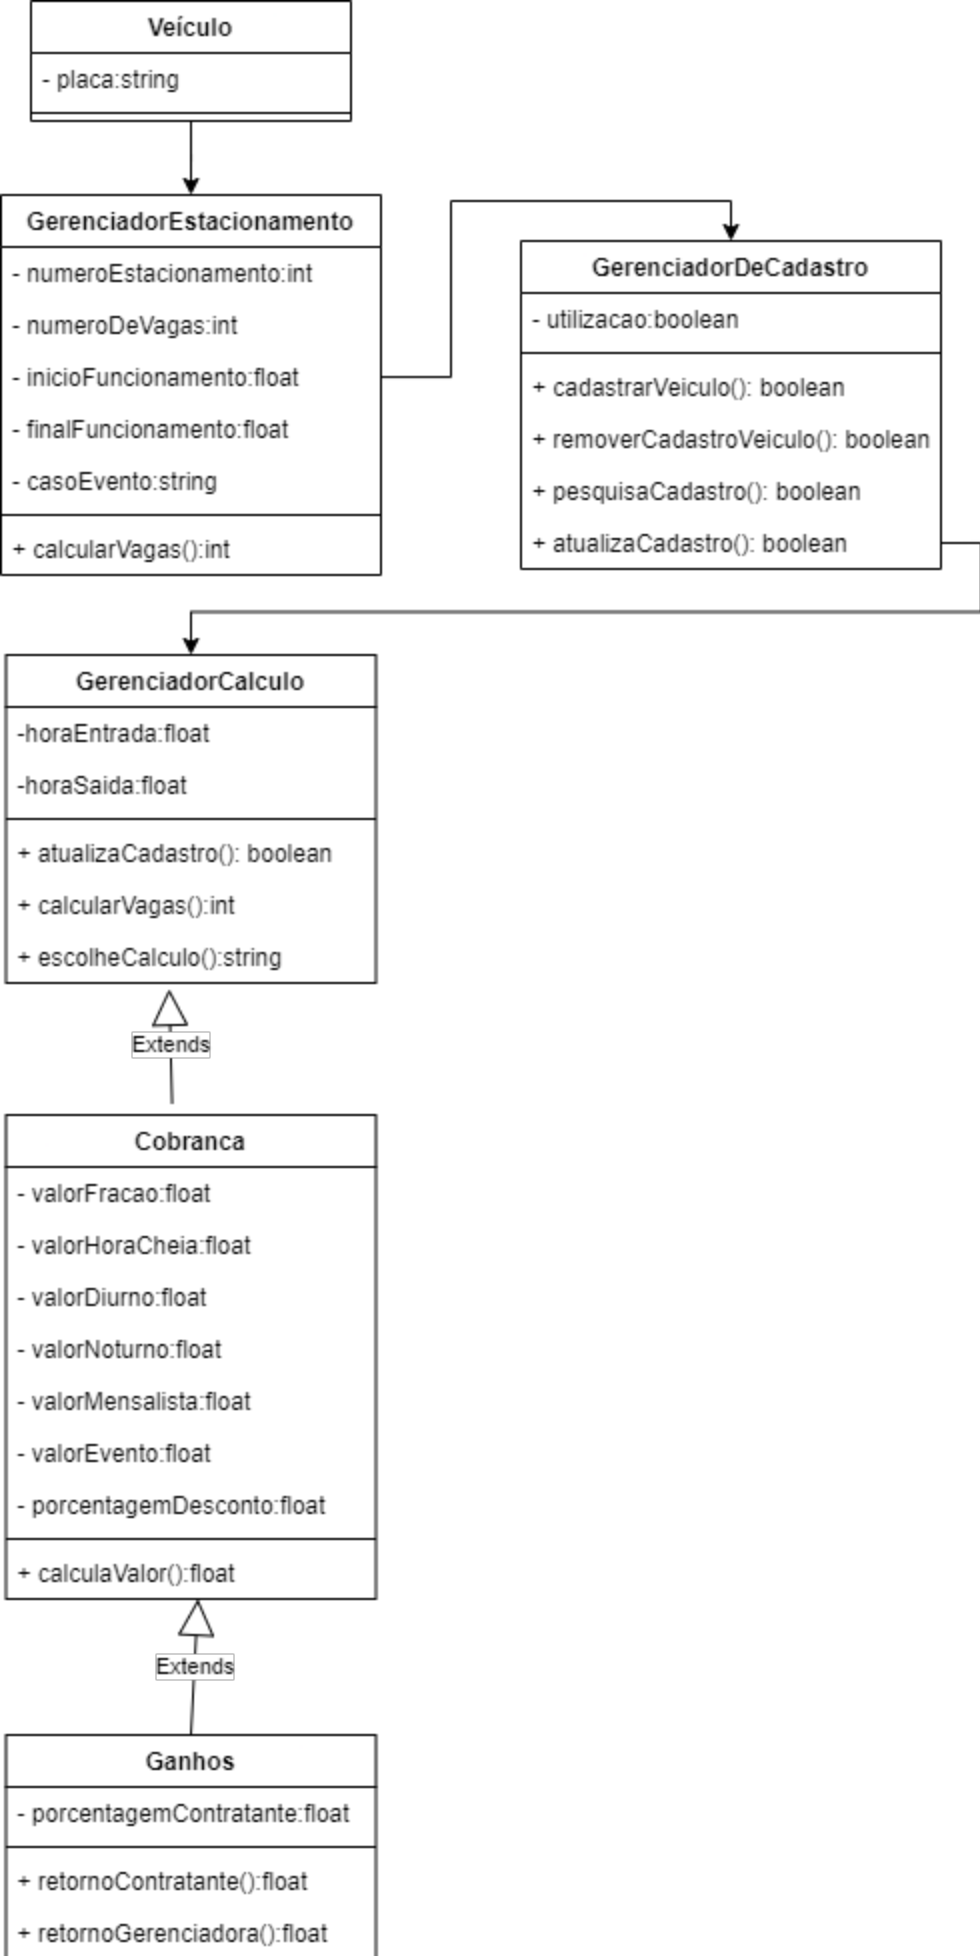 Veículo
- placa:string
GerenciadorEstacionamento
- numeroEstacionamento:int
- numeroDeVagas:int
- inicioFuncionamento:float
- finalFuncionamento:float
- casoEvento:string
+ calcularVagas():int
GerenciadorDeCadastro
- utilizacao:boolean
+ cadastrarVeiculo(): boolean
+ removerCadastroVeiculo(): boolean
+ pesquisaCadastro(): boolean
+ atualizaCadastro(): boolean
GerenciadorCalculo
-horaEntrada:float
-horaSaida:float
+ atualizaCadastro(): boolean
+ calcularVagas():int
+ escolheCalculo():string
Extends
Cobranca
- valorFracao:float
- valorHoraCheia:float
- valorDiurno:float
- valorNoturno:float
- valorMensalista:float
- valorEvento:float
- porcentagemDesconto:float
+ calculaValor():float
Extends
Ganhos
- porcentagemContratante:float
+ retornoContratante():float
+ retornoGerenciadora():float